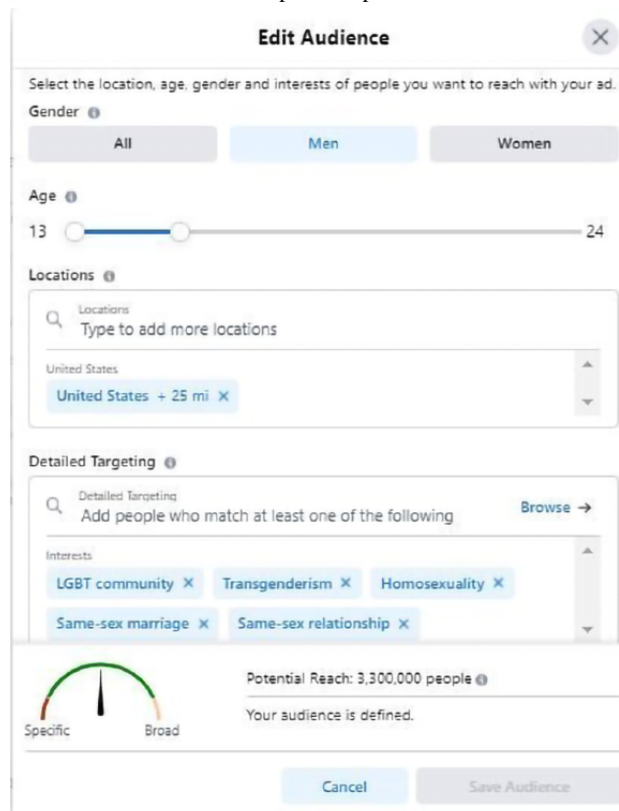 Edit Audience
Select the location, age, gender and interests of people you want to reach with your ad.
Gender
All Men Women
Age
13 24
Locations
Locations
Type to add more locations
United States
United States + 25 mi ×
Detailed Targeting
Detailed Targeting
Add people who match at least one of the following
Browse →
Interests
LGBT community × Transgenderism × Homosexuality ×
Same-sex marriage × Same-sex relationship ×
Potential Reach: 3,300,000 people
Your audience is defined.
Specific Broad
Cancel Save Audience